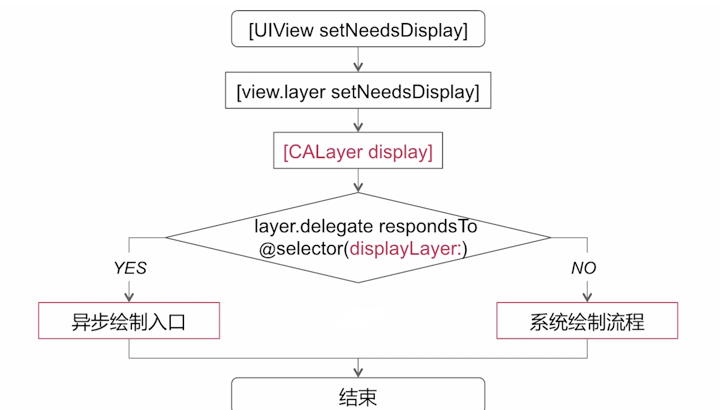 [UIView setNeedsDisplay]
[view.layer setNeedsDisplay]
[CALayer display]
layer.delegate respondsTo
@selector(displayLayer:)
YES
NO
异步绘制入口
系统绘制流程
结束